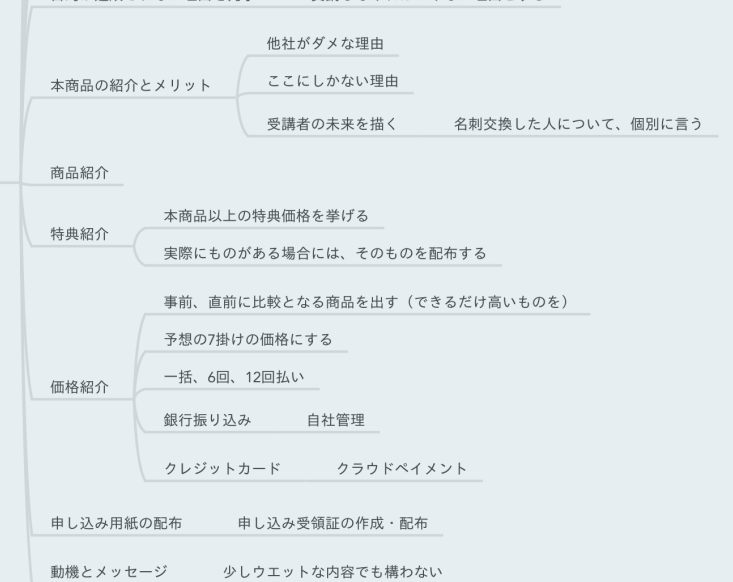 他社がダメな理由
本商品の紹介とメリット
ここにしかない理由
受講者の未来を描く 名刺交換した人について、個別に言う
商品紹介
本商品以上の特典価格を挙げる
特典紹介
実際にものがある場合には、そのものを配布する
事前、直前に比較となる商品を出す（できるだけ高いものを）
予想の7掛けの価格にする
一括、6回、12回払い
価格紹介
銀行振り込み 自社管理
クレジットカード クラウドペイメント
申し込み用紙の配布 申し込み受領証の作成・配布
動機とメッセージ 少しウエットな内容でも構わない